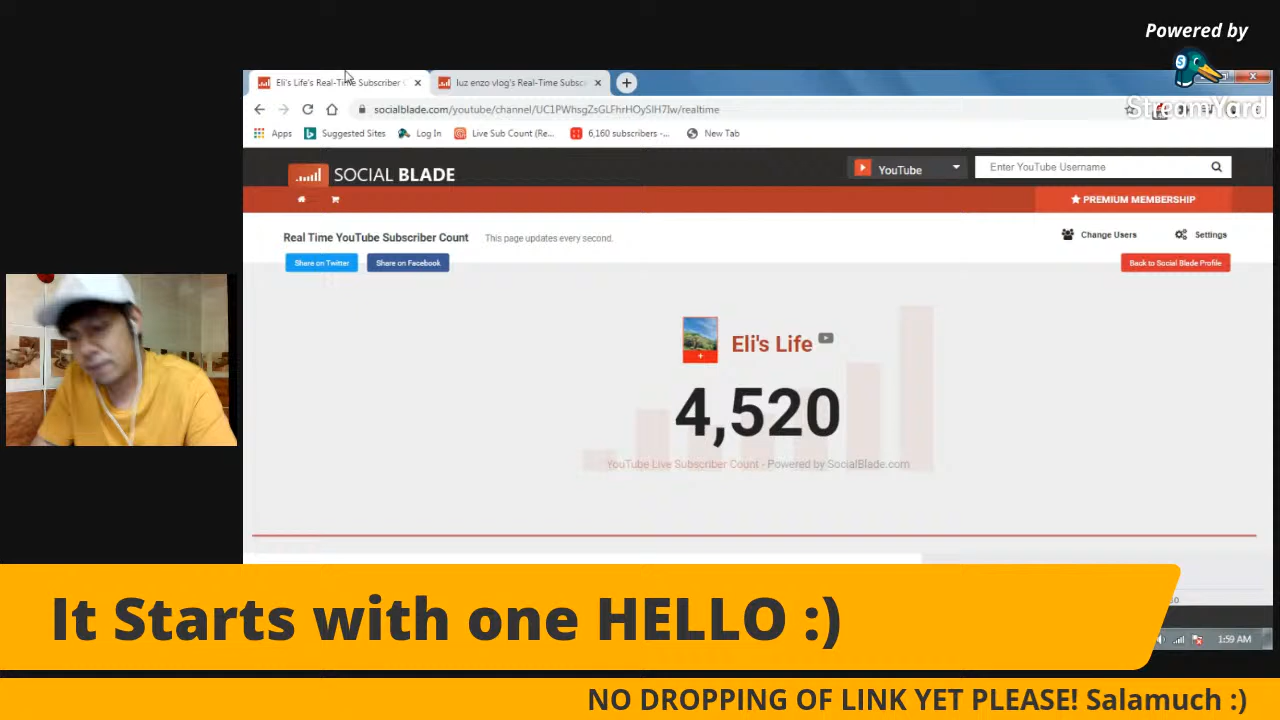 Powered by
StreamYard
Eli's Life's Real-Time Subscriber C
luz enzo vlog's Real-Time Subsc
socialblade.com/youtube/channel/UC1PWhsgZsGLFhrHOySIH7Iw/realtime
Apps Suggested Sites Log In Live Sub Count (Re... 6,160 subscribers -... New Tab
SOCIAL BLADE
YouTube
Enter YouTube Username
PREMIUM MEMBERSHIP
Real Time YouTube Subscriber Count This page updates every second.
Change Users Settings
Share on Twitter Share on Facebook
Back to Social Blade Profile
Eli's Life
4,520
YouTube Live Subscriber Count - Powered by SocialBlade.com
It Starts with one HELLO :)
1:59 AM
NO DROPPING OF LINK YET PLEASE! Salamuch :)